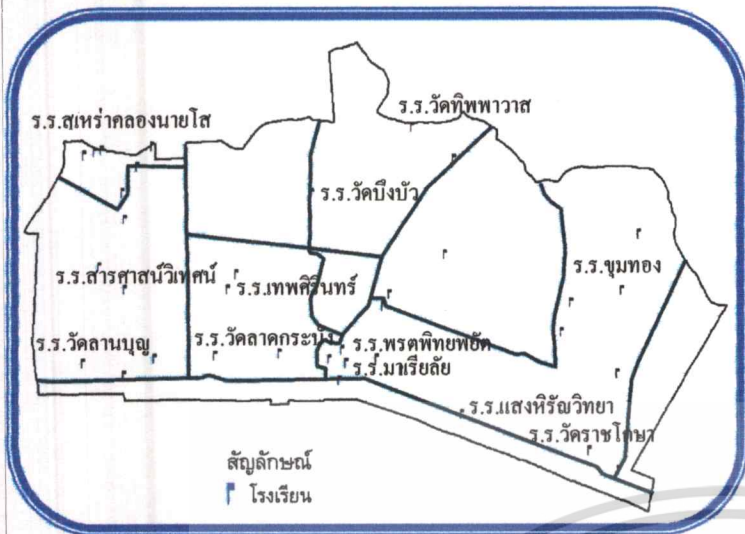 ร.ร.วัดทิพพาวาส
ร.ร.สุเหร่าคลองนายโส
ร.ร.วัดบึงบัว
ร.ร.ขุมทอง
ร.ร.สารศาสน์วิเทศน์
ร.ร.เทพศิรินทร์
ร.ร.วัดลานบุญ
ร.ร.วัดลาดกระบัง
ร.ร.พรตพิทยพยัต
ร.ร.มาเรียลัย
ร.ร.แสงหิรัญวิทยา
ร.ร.วัดราชโกษา
สัญลักษณ์
โรงเรียน